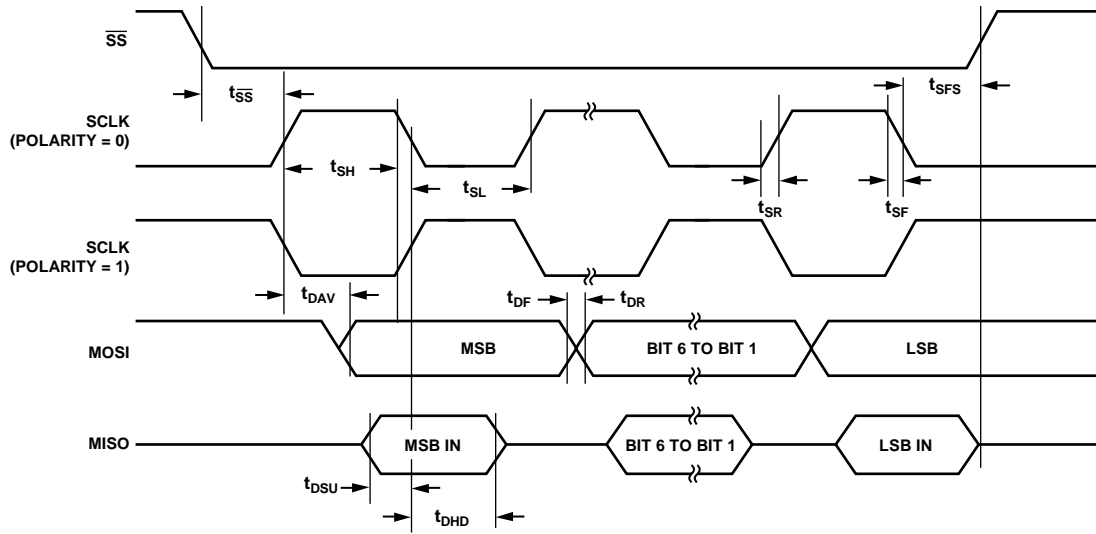 SS
tSS
tSFS
SCLK
(POLARITY = 0)
tSH
tSL
tSR
tSF
SCLK
(POLARITY = 1)
tDAV
tDF
tDR
MOSI
MSB
BIT 6 TO BIT 1
LSB
MISO
MSB IN
BIT 6 TO BIT 1
LSB IN
tDSU
tDHD